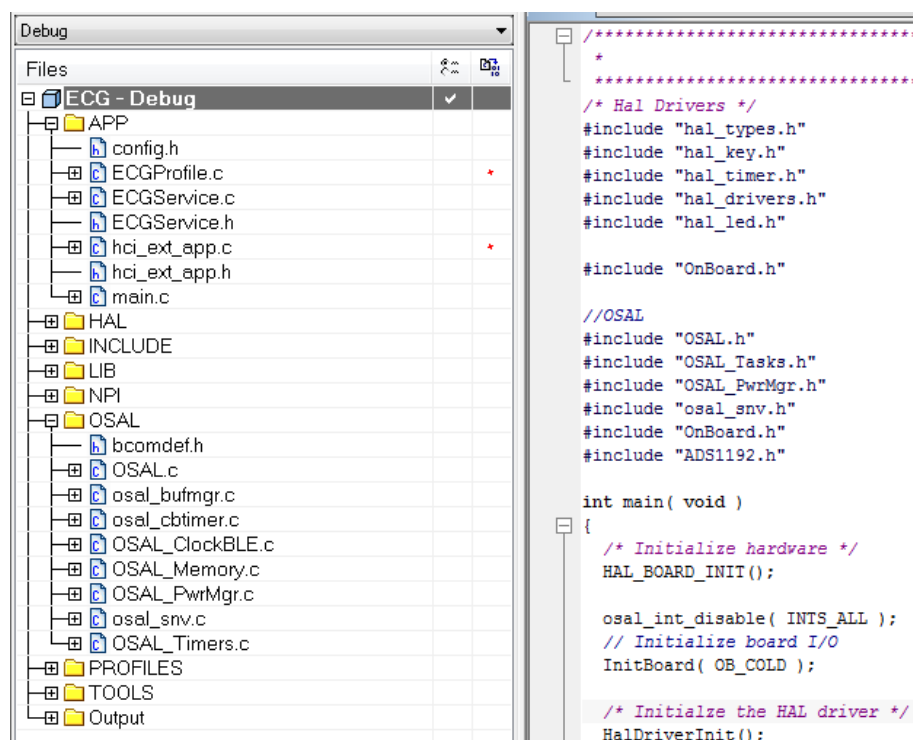 Debug
Files
ECG - Debug
APP
config.h
ECGProfile.c
ECGService.c
ECGService.h
hci_ext_app.c
hci_ext_app.h
main.c
HAL
INCLUDE
LIB
NPI
OSAL
bcomdef.h
OSAL.c
osal_bufmgr.c
osal_cbtimer.c
OSAL_ClockBLE.c
OSAL_Memory.c
OSAL_PwrMgr.c
osal_snv.c
OSAL_Timers.c
PROFILES
TOOLS
Output
/*******************************
*
*******************************
/* Hal Drivers */
#include "hal_types.h"
#include "hal_key.h"
#include "hal_timer.h"
#include "hal_drivers.h"
#include "hal_led.h"
#include "OnBoard.h"
//OSAL
#include "OSAL.h"
#include "OSAL_Tasks.h"
#include "OSAL_PwrMgr.h"
#include "osal_snv.h"
#include "OnBoard.h"
#include "ADS1192.h"
int main( void )
{
/* Initialize hardware */
HAL_BOARD_INIT();
osal_int_disable( INTS_ALL );
// Initialize board I/O
InitBoard( OB_COLD );
/* Initialze the HAL driver */
HalDriverInit();